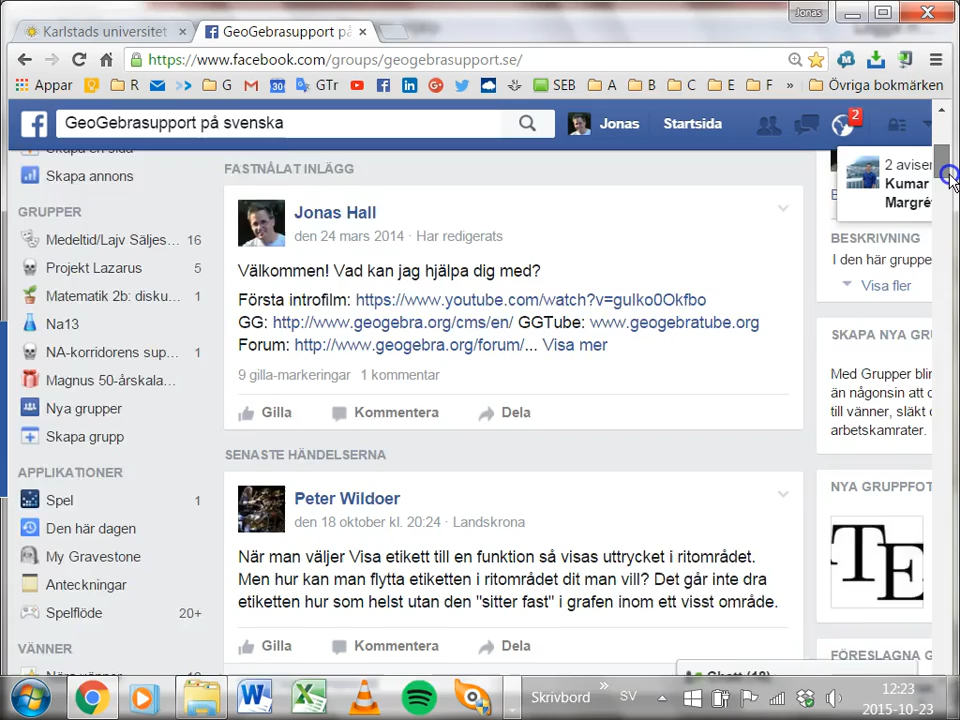 Jonas
Karlstads universitet
GeoGebrasupport på
https://www.facebook.com/groups/geogebrasupport.se/
Appar R G GTr SEB A B C E F » Övriga bokmärken
GeoGebrasupport på svenska
Jonas
Startsida
2
Skapa en sida
Skapa annons
GRUPPER
Medeltid/Lajv Säljes... 16
Projekt Lazarus 5
Matematik 2b: disku... 1
Na13
NA-korridorens sup... 1
Magnus 50-årskala...
Nya grupper
Skapa grupp
APPLIKATIONER
Spel 1
Den här dagen
My Gravestone
Anteckningar
Spelflöde 20+
VÄNNER
FASTNÅLAT INLÄGG
Jonas Hall
den 24 mars 2014 · Har redigerats
Välkommen! Vad kan jag hjälpa dig med?
Första introfilm: https://www.youtube.com/watch?v=gulko0Okfbo
GG: http://www.geogebra.org/cms/en/ GGTube: www.geogebratube.org
Forum: http://www.geogebra.org/forum/... Visa mer
9 gilla-markeringar 1 kommentar
Gilla Kommentera Dela
SENASTE HÄNDELSERNA
Peter Wildoer
den 18 oktober kl. 20:24 · Landskrona
När man väljer Visa etikett till en funktion så visas uttrycket i ritområdet.
Men hur kan man flytta etiketten i ritområdet dit man vill? Det går inte dra
etiketten hur som helst utan den "sitter fast" i grafen inom ett visst område.
Gilla Kommentera Dela
2 aviser
Kumar
Margré
BESKRIVNING
I den här gruppe
Visa fler
SKAPA NYA GRU
Med Grupper blir
än någonsin att d
till vänner, släkt o
arbetskamrater.
NYA GRUPPFOT
TE
FÖRESLAGNA G
Skrivbord » SV
12:23
2015-10-23